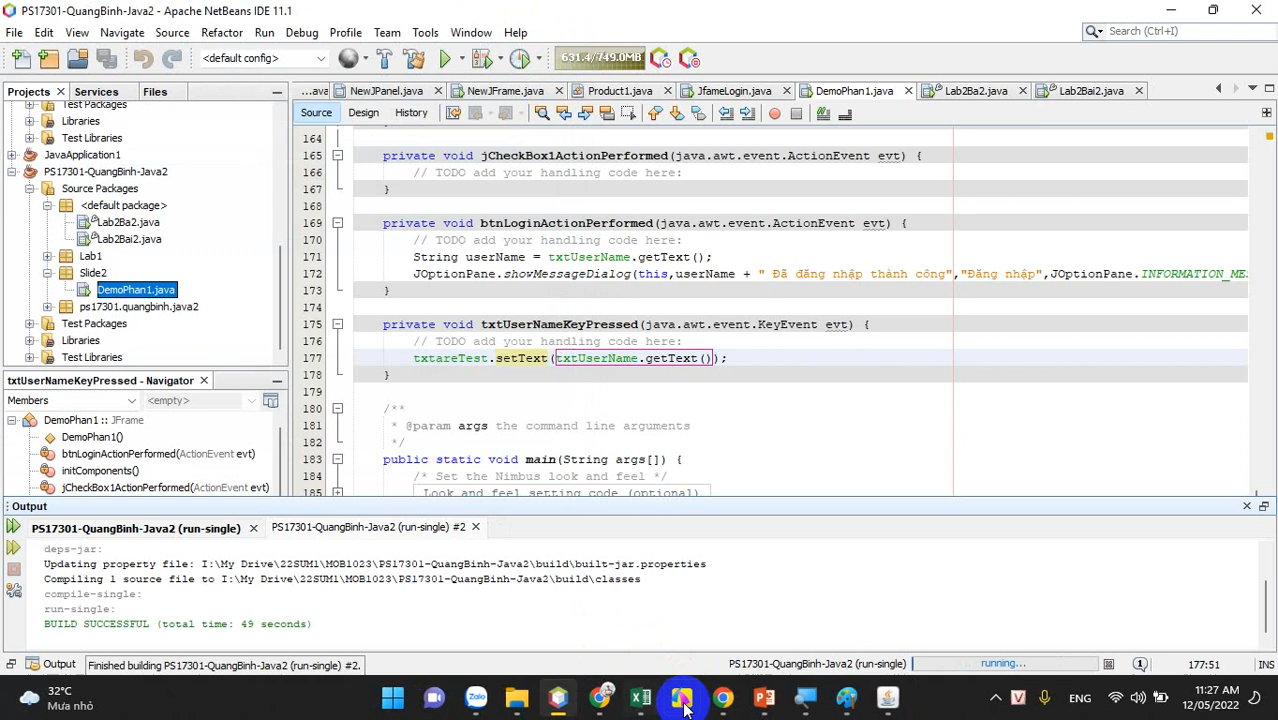 PS17301-QuangBinh-Java2 - Apache NetBeans IDE 11.1
File Edit View Navigate Source Refactor Run Debug Profile Team Tools Window Help
Search (Ctrl+I)
<default config>
631.4/749.0MB
Projects Services Files
...ava NewJPanel.java NewJFrame.java Product1.java JfameLogin.java DemoPhan1.java Lab2Ba2.java Lab2Bai2.java
Source Design History
Test Packages
Libraries
Test Libraries
JavaApplication1
PS17301-QuangBinh-Java2
Source Packages
<default package>
Lab2Ba2.java
Lab2Bai2.java
Lab1
Slide2
DemoPhan1.java
ps17301.quangbinh.java2
Test Packages
Libraries
Test Libraries
164
165 private void jCheckBox1ActionPerformed(java.awt.event.ActionEvent evt) {
166 // TODO add your handling code here:
167 }
168
169 private void btnLoginActionPerformed(java.awt.event.ActionEvent evt) {
170 // TODO add your handling code here:
171 String userName = txtUserName.getText();
172 JOptionPane.showMessageDialog(this,userName + " Đã đăng nhập thành công","Đăng nhập",JOptionPane.INFORMATION_ME
173 }
174
175 private void txtUserNameKeyPressed(java.awt.event.KeyEvent evt) {
176 // TODO add your handling code here:
177 txtareTest.setText(txtUserName.getText());
178 }
179
180 /**
181 * @param args the command line arguments
182 */
183 public static void main(String args[]) {
184 /* Set the Nimbus look and feel */
185 Look and feel setting code (optional)
txtUserNameKeyPressed - Navigator
Members <empty>
DemoPhan1 :: JFrame
DemoPhan1()
btnLoginActionPerformed(ActionEvent evt)
initComponents()
jCheckBox1ActionPerformed(ActionEvent evt)
Output
PS17301-QuangBinh-Java2 (run-single) PS17301-QuangBinh-Java2 (run-single) #2
deps-jar:
Updating property file: I:\My Drive\22SUM1\MOB1023\PS17301-QuangBinh-Java2\build\built-jar.properties
Compiling 1 source file to I:\My Drive\22SUM1\MOB1023\PS17301-QuangBinh-Java2\build\classes
compile-single:
run-single:
BUILD SUCCESSFUL (total time: 49 seconds)
Output Finished building PS17301-QuangBinh-Java2 (run-single) #2. PS17301-QuangBinh-Java2 (run-single) running... 1 177:51 INS
32°C
Mưa nhỏ
Zalo
V
ENG
11:27 AM
12/05/2022